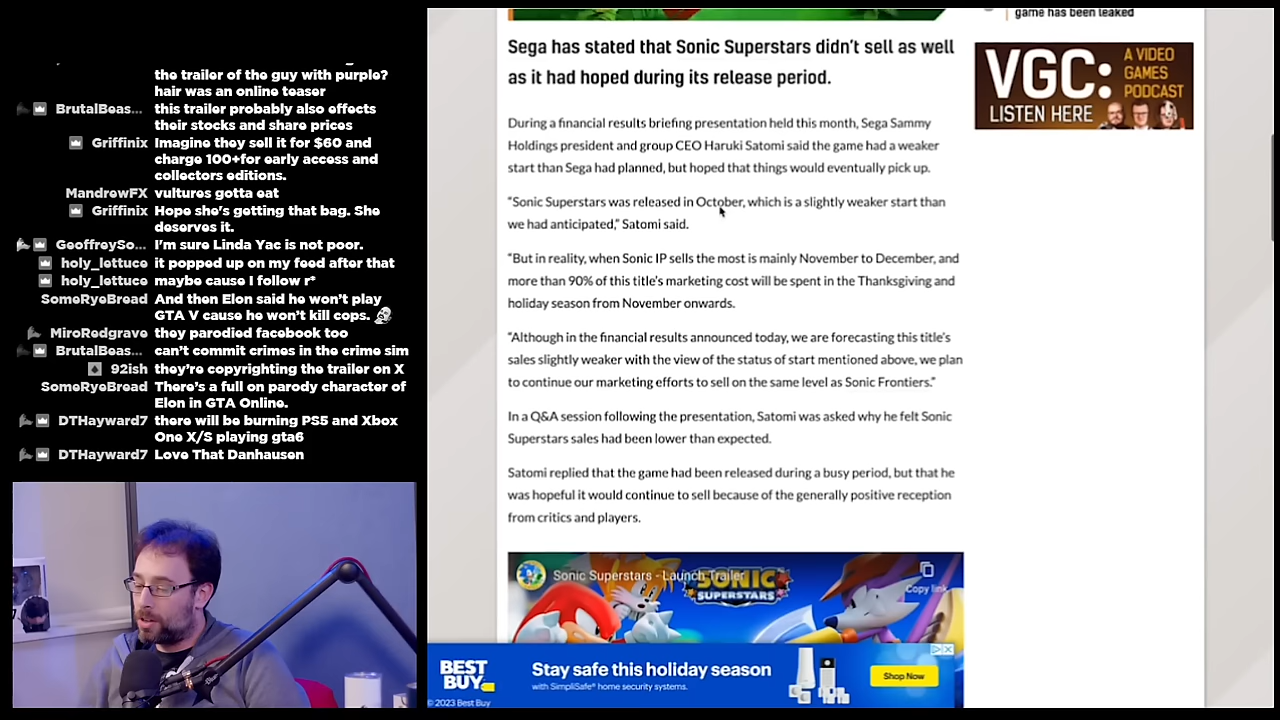 the trailer of the guy with purple?
hair was an online teaser
BrutalBeas... this trailer probably also effects
their stocks and share prices
Griffinix Imagine they sell it for $60 and
charge 100+for early access and
collectors editions.
MandrewFX vultures gotta eat
Griffinix Hope she's getting that bag. She
deserves it.
GeoffreySo... I'm sure Linda Yac is not poor.
holy_lettuce it popped up on my feed after that
holy_lettuce maybe cause I follow r*
SomeRyeBread And then Elon said he won't play
GTA V cause he won't kill cops.
MiroRedgrave they parodied facebook too
BrutalBeas... can't commit crimes in the crime sim
92ish they're copyrighting the trailer on X
SomeRyeBread There's a full on parody character of
Elon in GTA Online.
DTHayward7 there will be burning PS5 and Xbox
One X/S playing gta6
DTHayward7 Love That Danhausen
Sega has stated that Sonic Superstars didn't sell as well
as it had hoped during its release period.
During a financial results briefing presentation held this month, Sega Sammy
Holdings president and group CEO Haruki Satomi said the game had a weaker
start than Sega had planned, but hoped that things would eventually pick up.
"Sonic Superstars was released in October, which is a slightly weaker start than
we had anticipated," Satomi said.
"But in reality, when Sonic IP sells the most is mainly November to December, and
more than 90% of this title's marketing cost will be spent in the Thanksgiving and
holiday season from November onwards.
"Although in the financial results announced today, we are forecasting this title's
sales slightly weaker with the view of the status of start mentioned above, we plan
to continue our marketing efforts to sell on the same level as Sonic Frontiers."
In a Q&A session following the presentation, Satomi was asked why he felt Sonic
Superstars sales had been lower than expected.
Satomi replied that the game had been released during a busy period, but that he
was hopeful it would continue to sell because of the generally positive reception
from critics and players.
Sonic Superstars - Launch Trailer
SONIC
SUPERSTARS
Copy link
BEST
BUY
Stay safe this holiday season
with SimpliSafe® home security systems.
Shop Now
© 2023 Best Buy
game has been leaked
VGC:
A VIDEO
GAMES
PODCAST
LISTEN HERE